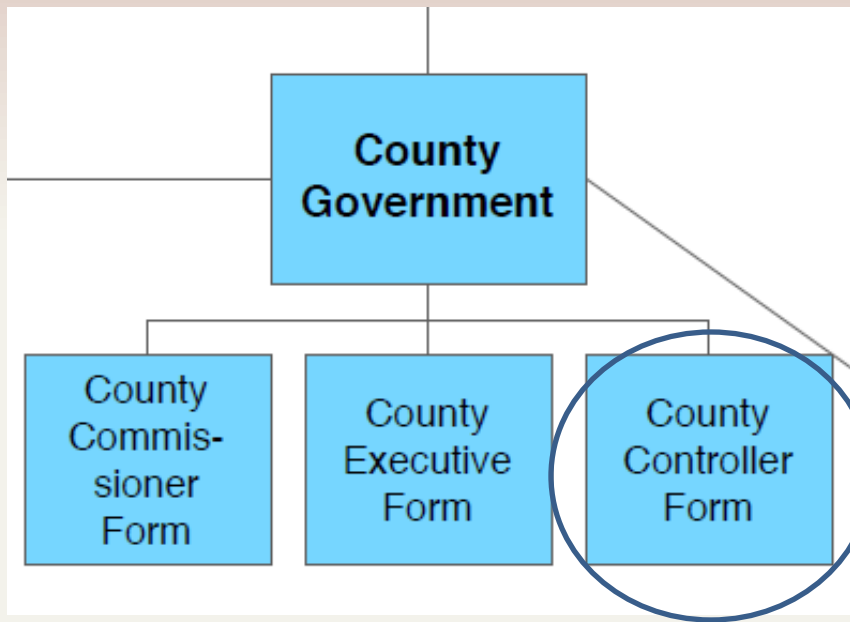 County
Government
County
Commis-
sioner
Form
County
Executive
Form
County
Controller
Form